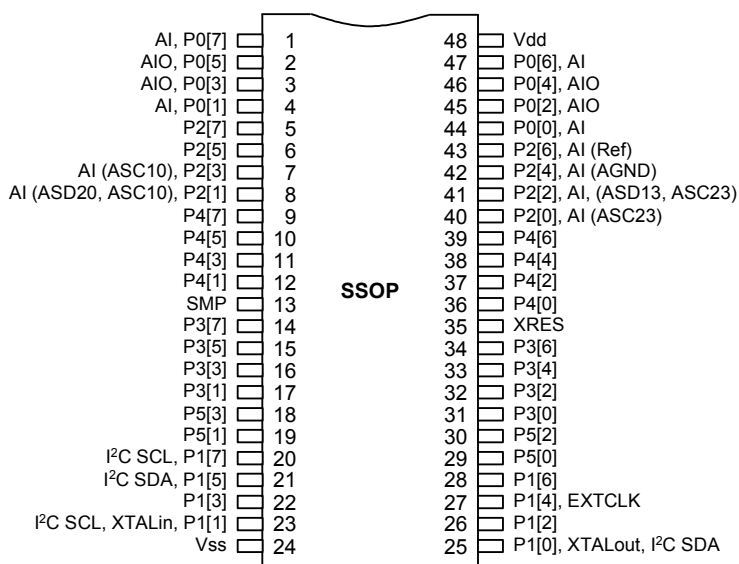 AI, P0[7] 1 48 Vdd
AIO, P0[5] 2 47 P0[6], AI
AIO, P0[3] 3 46 P0[4], AIO
AI, P0[1] 4 45 P0[2], AIO
P2[7] 5 44 P0[0], AI
P2[5] 6 43 P2[6], AI (Ref)
AI (ASC10), P2[3] 7 42 P2[4], AI (AGND)
AI (ASD20, ASC10), P2[1] 8 41 P2[2], AI, (ASD13, ASC23)
P4[7] 9 40 P2[0], AI (ASC23)
P4[5] 10 39 P4[6]
P4[3] 11 38 P4[4]
P4[1] 12 37 P4[2]
SSOP
SMP 13 36 P4[0]
P3[7] 14 35 XRES
P3[5] 15 34 P3[6]
P3[3] 16 33 P3[4]
P3[1] 17 32 P3[2]
P5[3] 18 31 P3[0]
P5[1] 19 30 P5[2]
I²C SCL, P1[7] 20 29 P5[0]
I²C SDA, P1[5] 21 28 P1[6]
P1[3] 22 27 P1[4], EXTCLK
I²C SCL, XTALin, P1[1] 23 26 P1[2]
Vss 24 25 P1[0], XTALout, I²C SDA